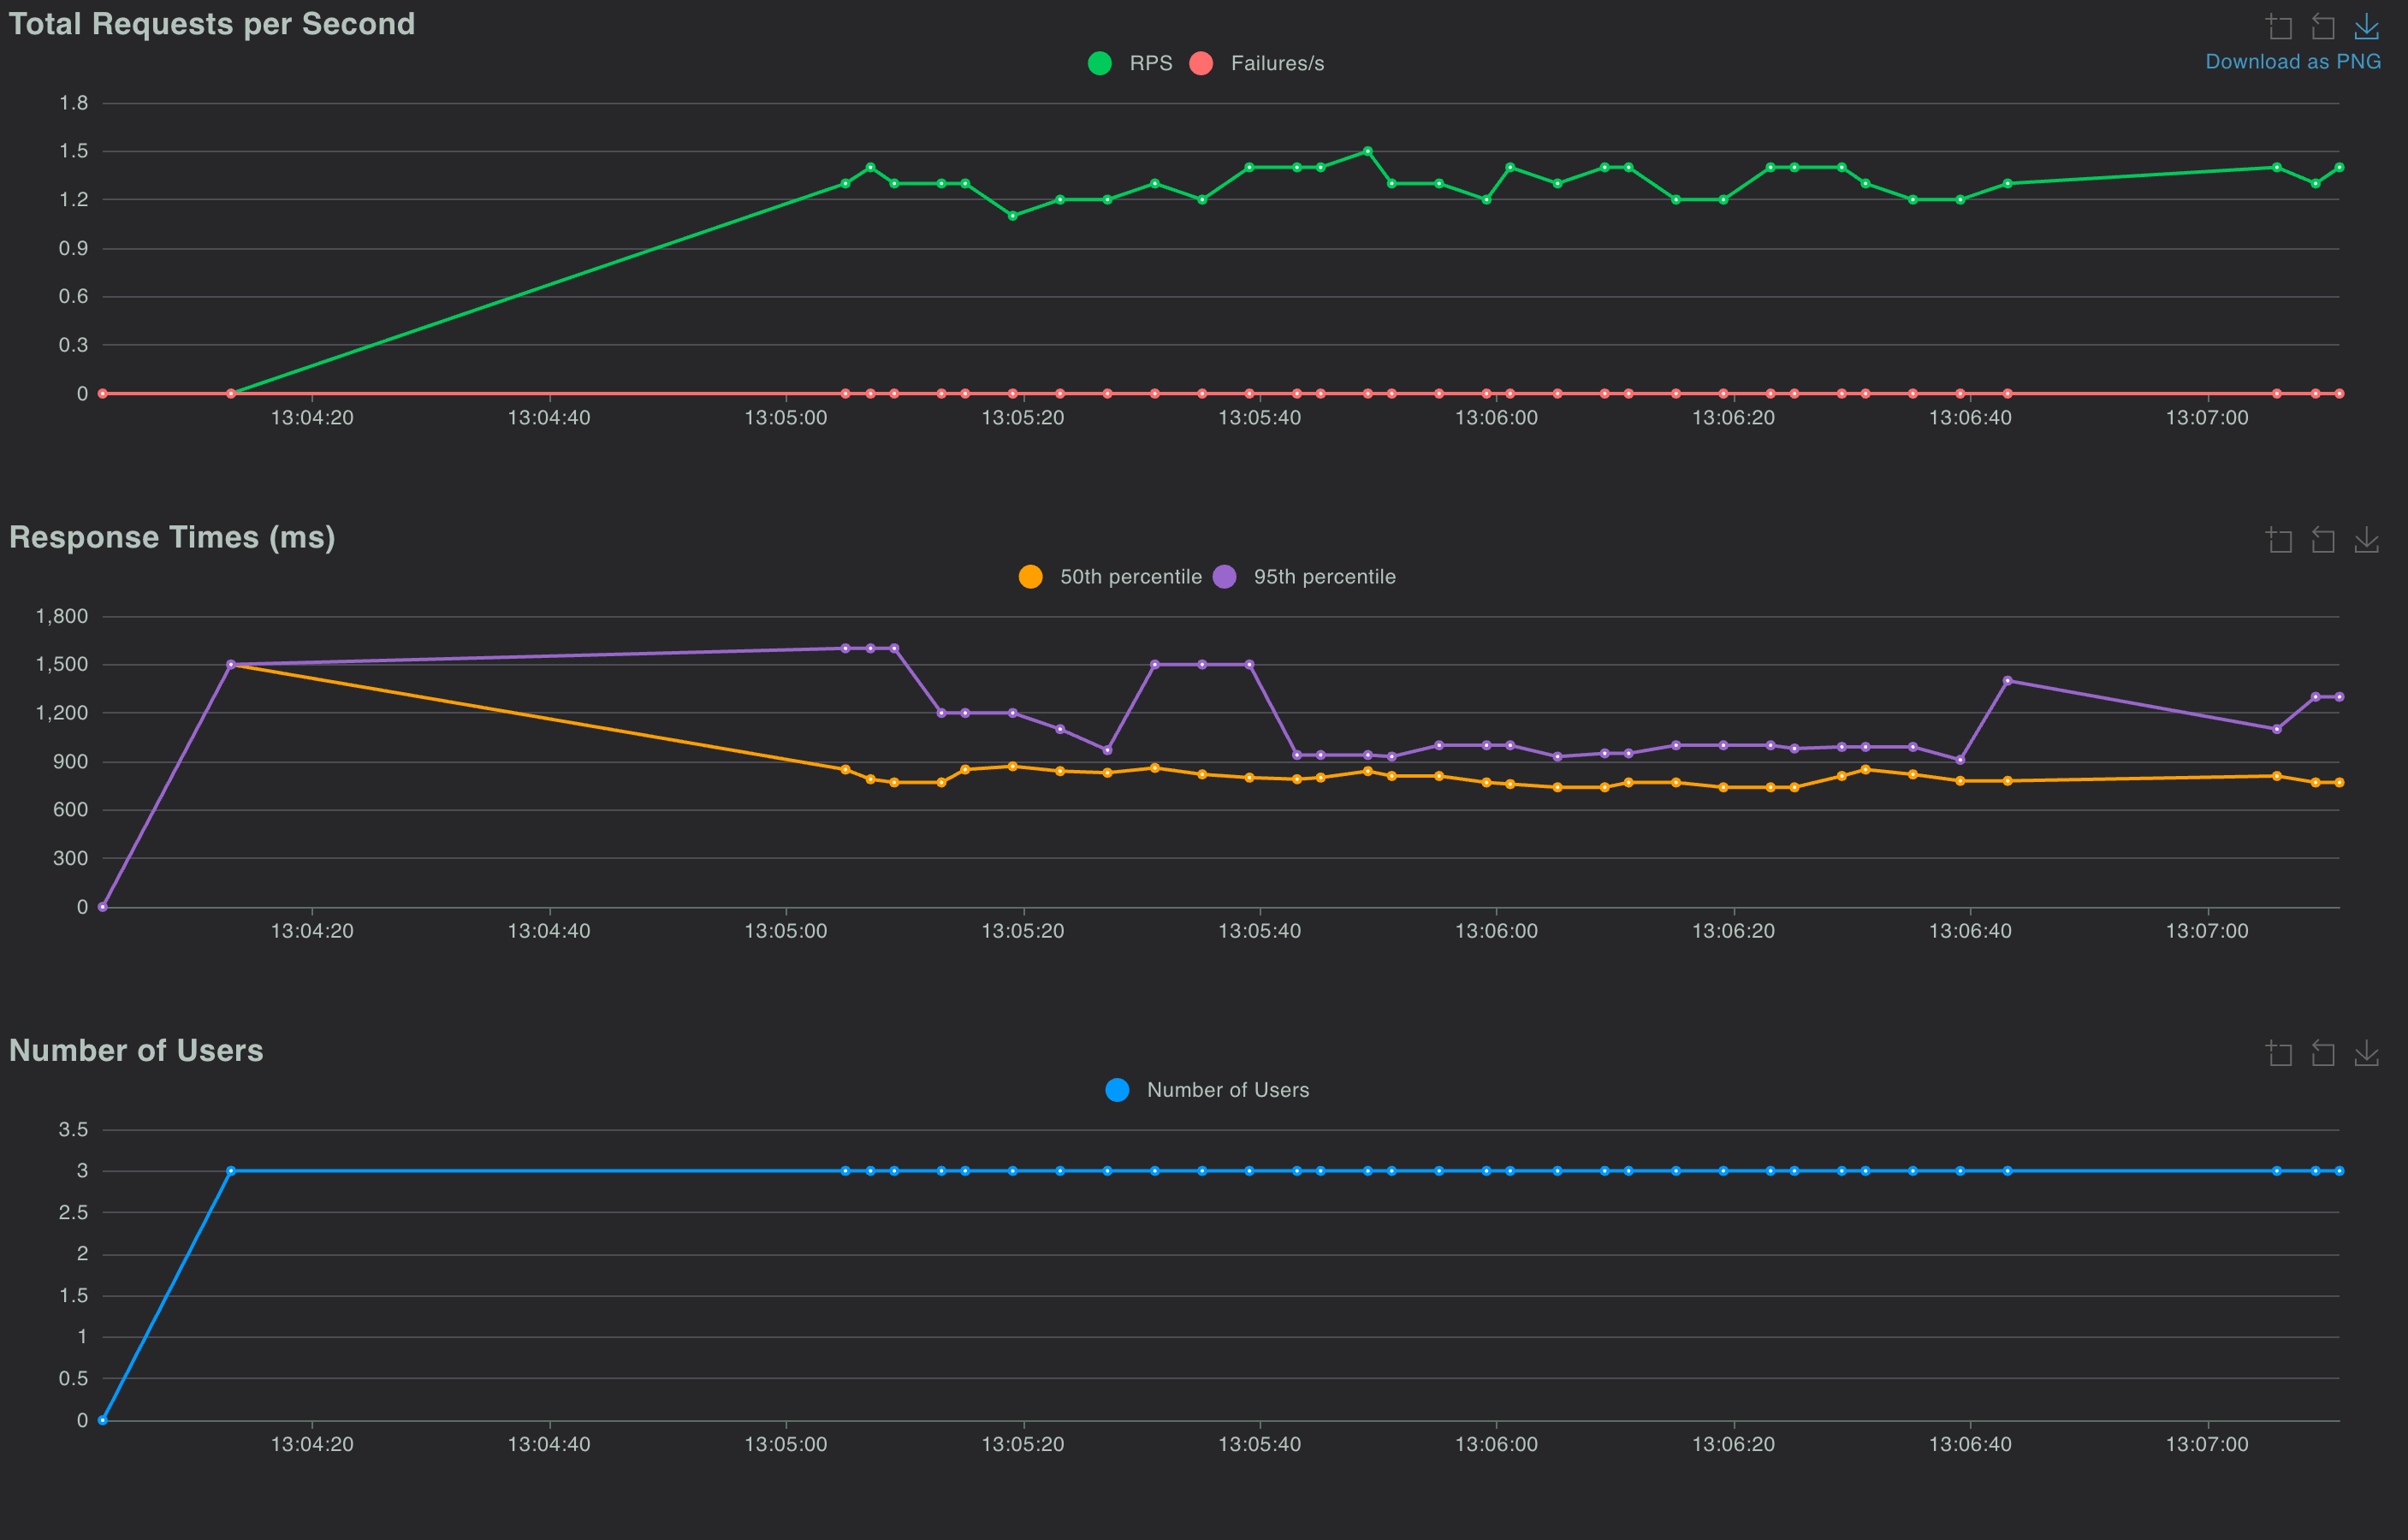 Total Requests per Second
Download as PNG
RPS Failures/s
1.8
1.5
1.2
0.9
0.6
0.3
0
13:04:20 13:04:40 13:05:00 13:05:20 13:05:40 13:06:00 13:06:20 13:06:40 13:07:00
Response Times (ms)
50th percentile 95th percentile
1,800
1,500
1,200
900
600
300
0
13:04:20 13:04:40 13:05:00 13:05:20 13:05:40 13:06:00 13:06:20 13:06:40 13:07:00
Number of Users
Number of Users
3.5
3
2.5
2
1.5
1
0.5
0
13:04:20 13:04:40 13:05:00 13:05:20 13:05:40 13:06:00 13:06:20 13:06:40 13:07:00